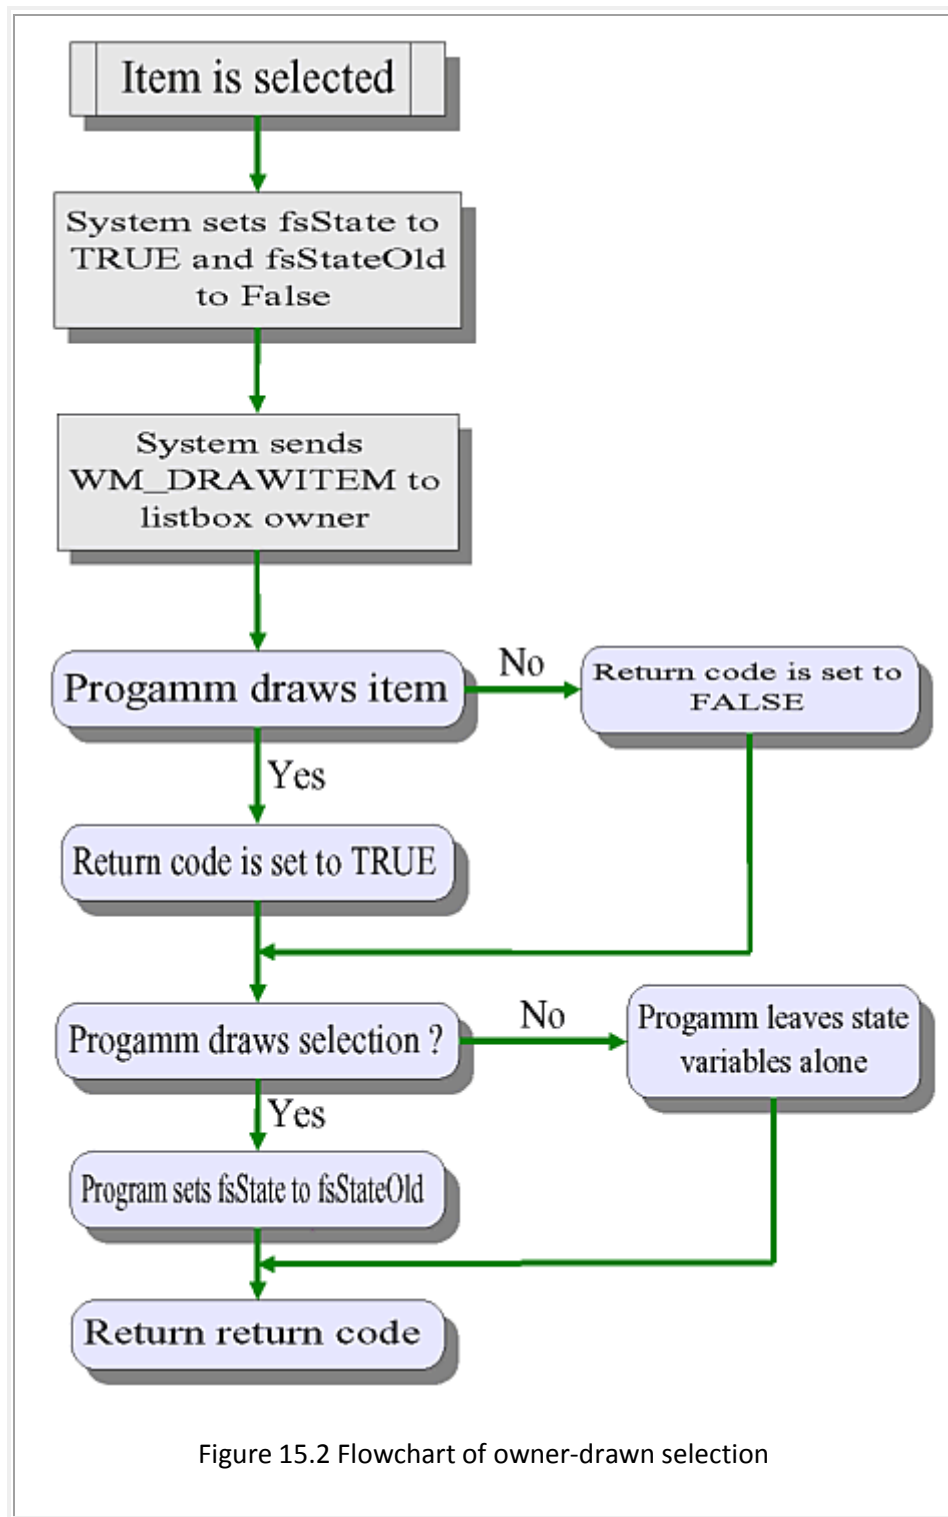 Item is selected
System sets fsState to
TRUE and fsStateOld
to False
System sends
WM_DRAWITEM to
listbox owner
Progamm draws item
No
Return code is set to
FALSE
Yes
Return code is set to TRUE
Progamm draws selection ?
No
Progamm leaves state
variables alone
Yes
Program sets fsState to fsStateOld
Return return code
Figure 15.2 Flowchart of owner-drawn selection